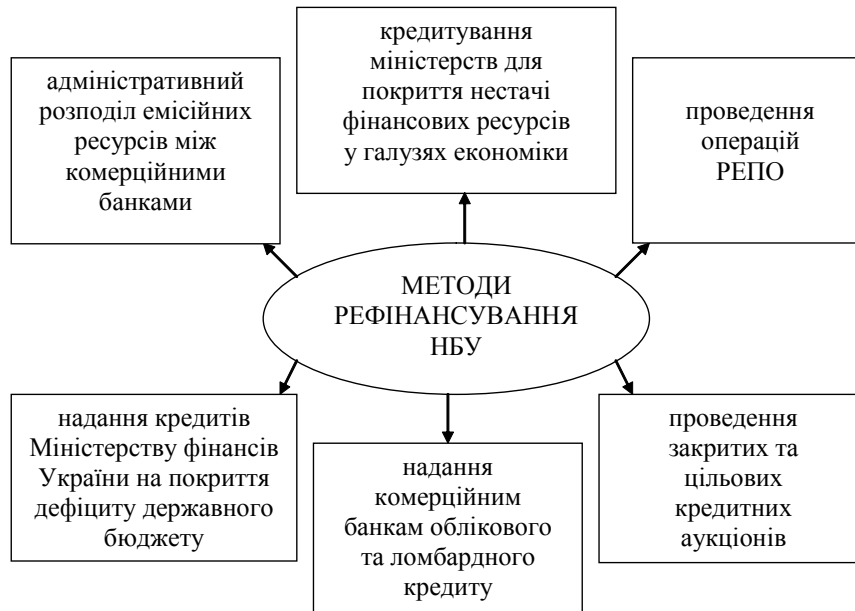 адміністративний
розподіл емісійних
ресурсів між
комерційними
банками
кредитування
міністерств для
покриття нестачі
фінансових ресурсів
у галузях економіки
проведення
операцій
РЕПО
МЕТОДИ
РЕФІНАНСУВАННЯ
НБУ
надання кредитів
Міністерству фінансів
України на покриття
дефіциту державного
бюджету
надання
комерційним
банкам облікового
та ломбардного
кредиту
проведення
закритих та
цільових
кредитних
аукціонів